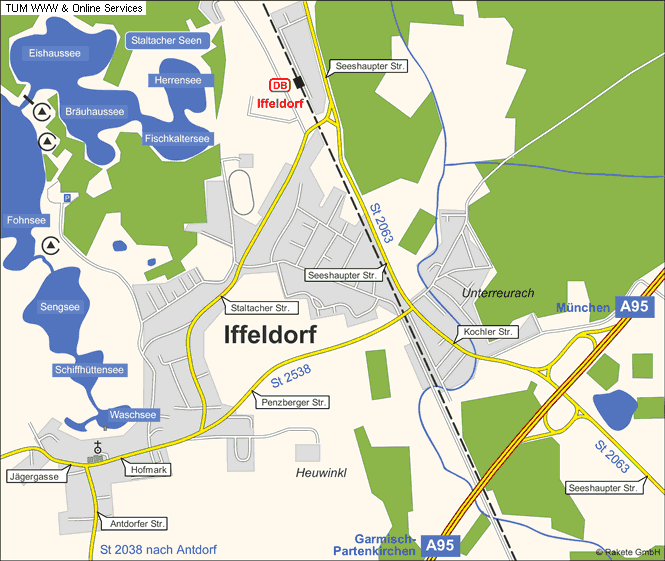 TUM WWW & Online Services
Eishaussee
Staltacher Seen
Herrensee
Bräuhaussee
Fischkaltersee
DB
Iffeldorf
Seeshaupter Str.
P
Fohnsee
St 2063
Seeshaupter Str.
Unterreurach
Sengsee
Staltacher Str.
München
A95
Iffeldorf
Kochler Str.
Schiffhüttensee
St 2538
Waschsee
Penzberger Str.
St 2063
Jägergasse
Hofmark
Heuwinkl
Seeshaupter Str.
Antdorfer Str.
St 2038 nach Antdorf
Garmisch-
Partenkirchen
A95
© Rakete GmbH